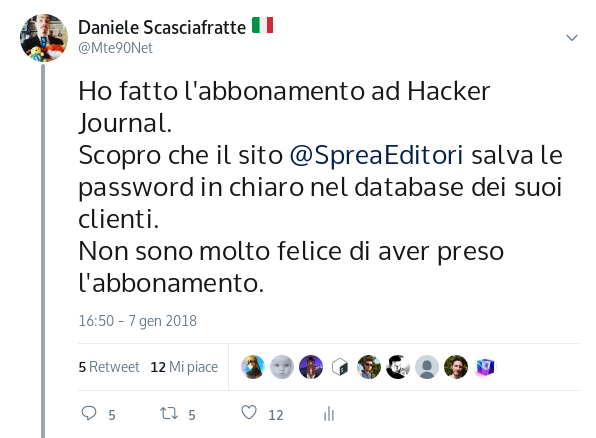 Daniele Scasciafratte 🇮🇹
@Mte90Net
Ho fatto l'abbonamento ad Hacker
Journal.
Scopro che il sito @SpreaEditori salva le
password in chiaro nel database dei suoi
clienti.
Non sono molto felice di aver preso
l'abbonamento.
16:50 - 7 gen 2018
5 Retweet 12 Mi piace
5 5 12